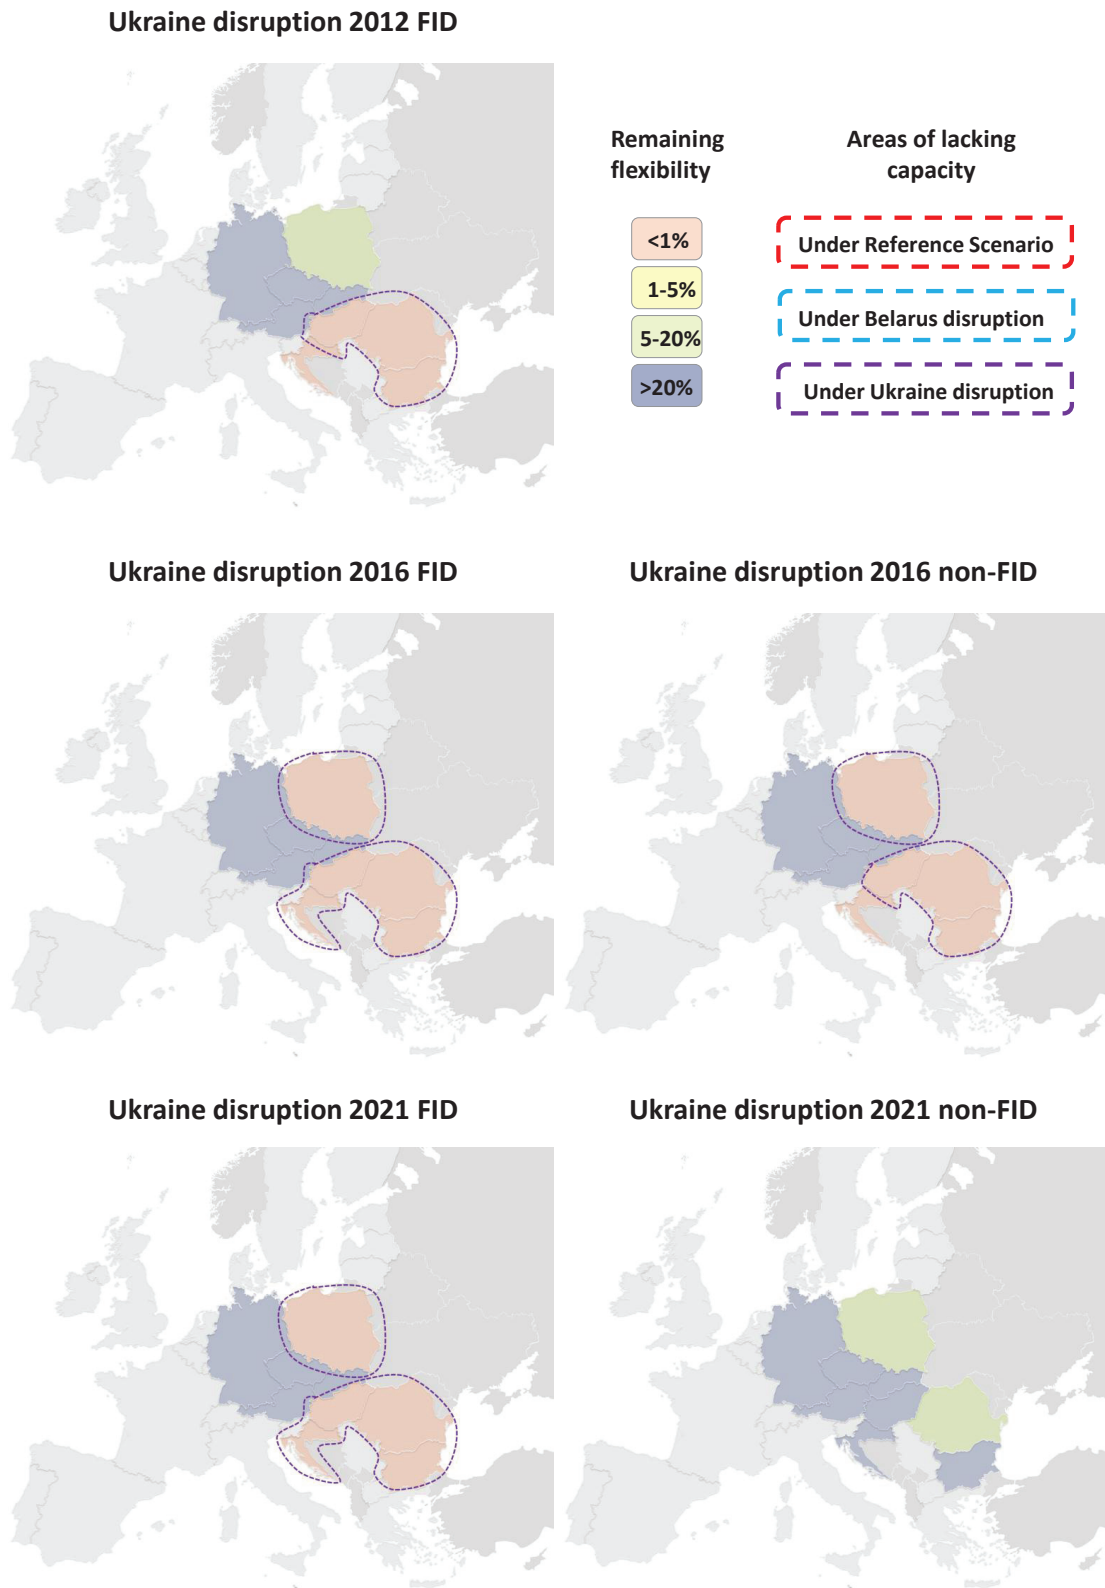 Ukraine disruption 2012 FID
Remaining
flexibility
Areas of lacking
capacity
<1%
1-5%
5-20%
>20%
Under Reference Scenario
Under Belarus disruption
Under Ukraine disruption
Ukraine disruption 2016 FID
Ukraine disruption 2016 non-FID
Ukraine disruption 2021 FID
Ukraine disruption 2021 non-FID